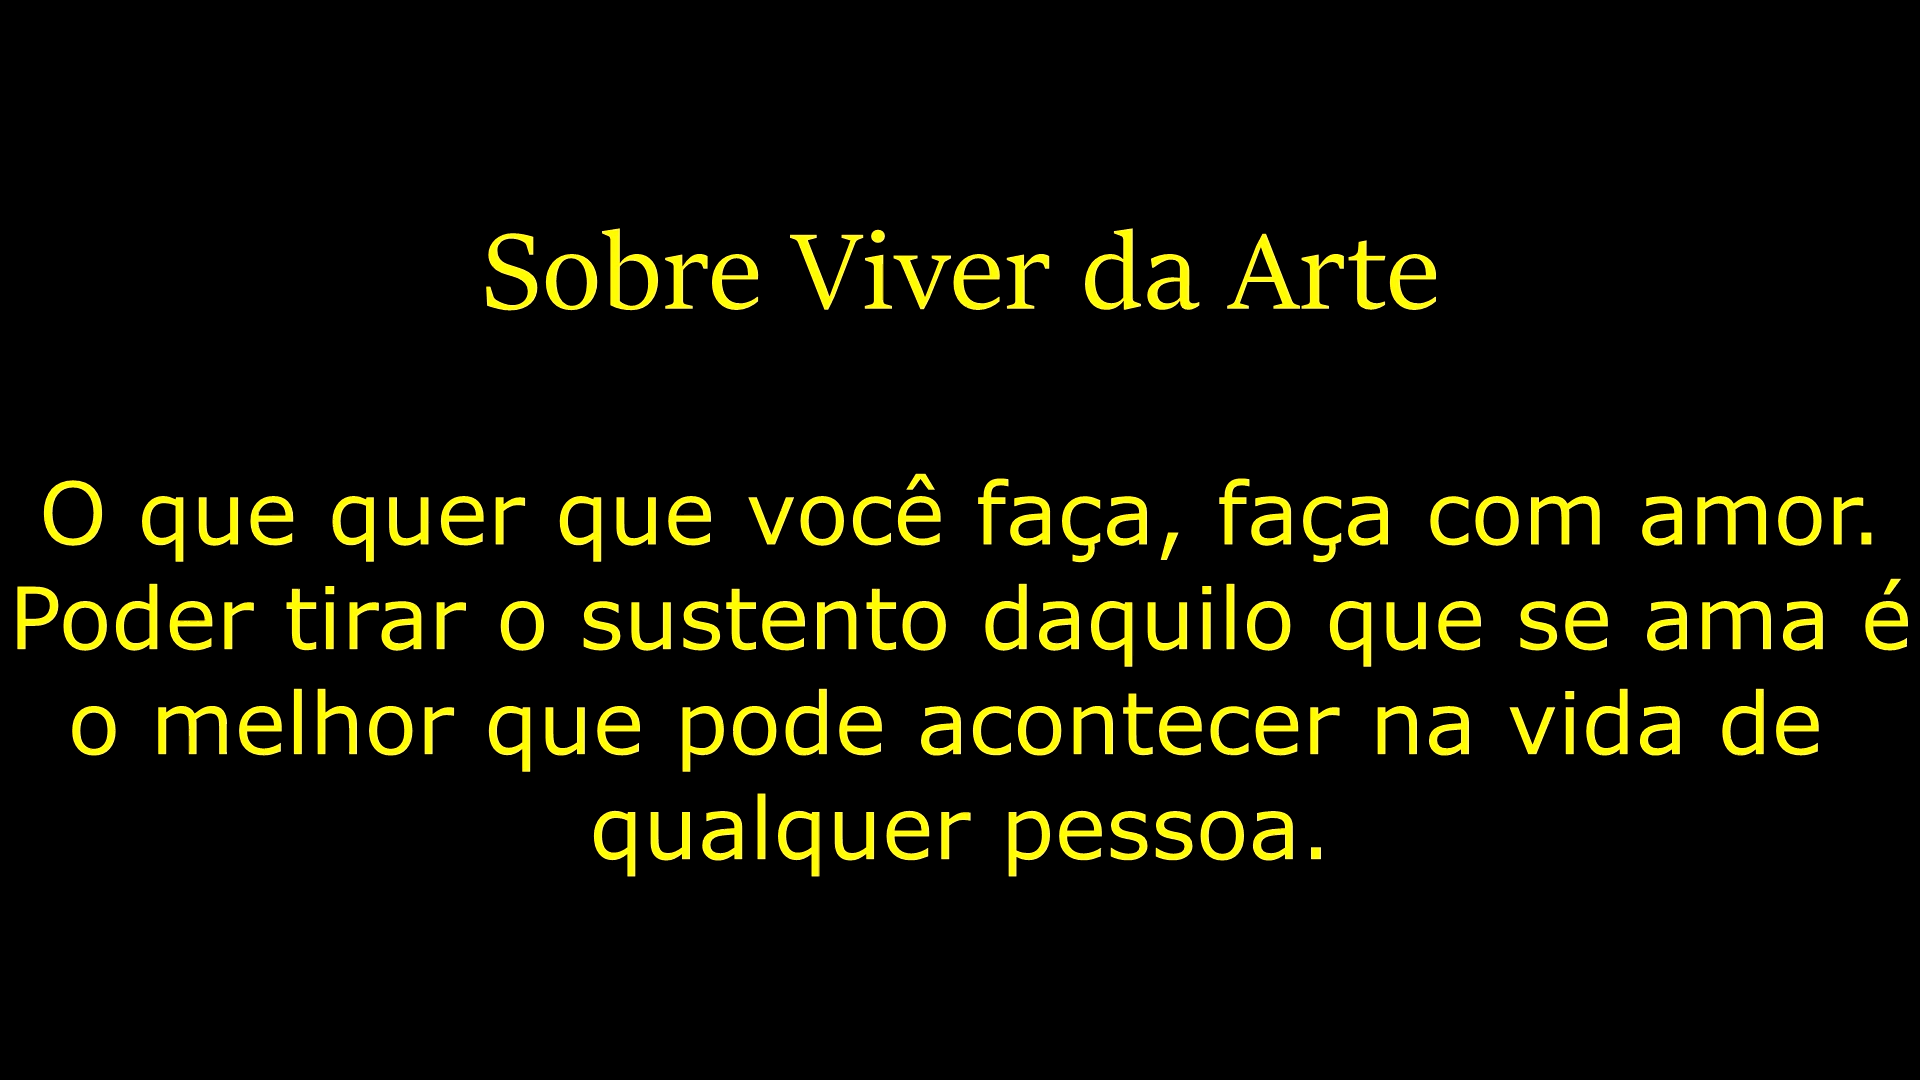 Sobre Viver da Arte
O que quer que você faça, faça com amor.
Poder tirar o sustento daquilo que se ama é
o melhor que pode acontecer na vida de
qualquer pessoa.